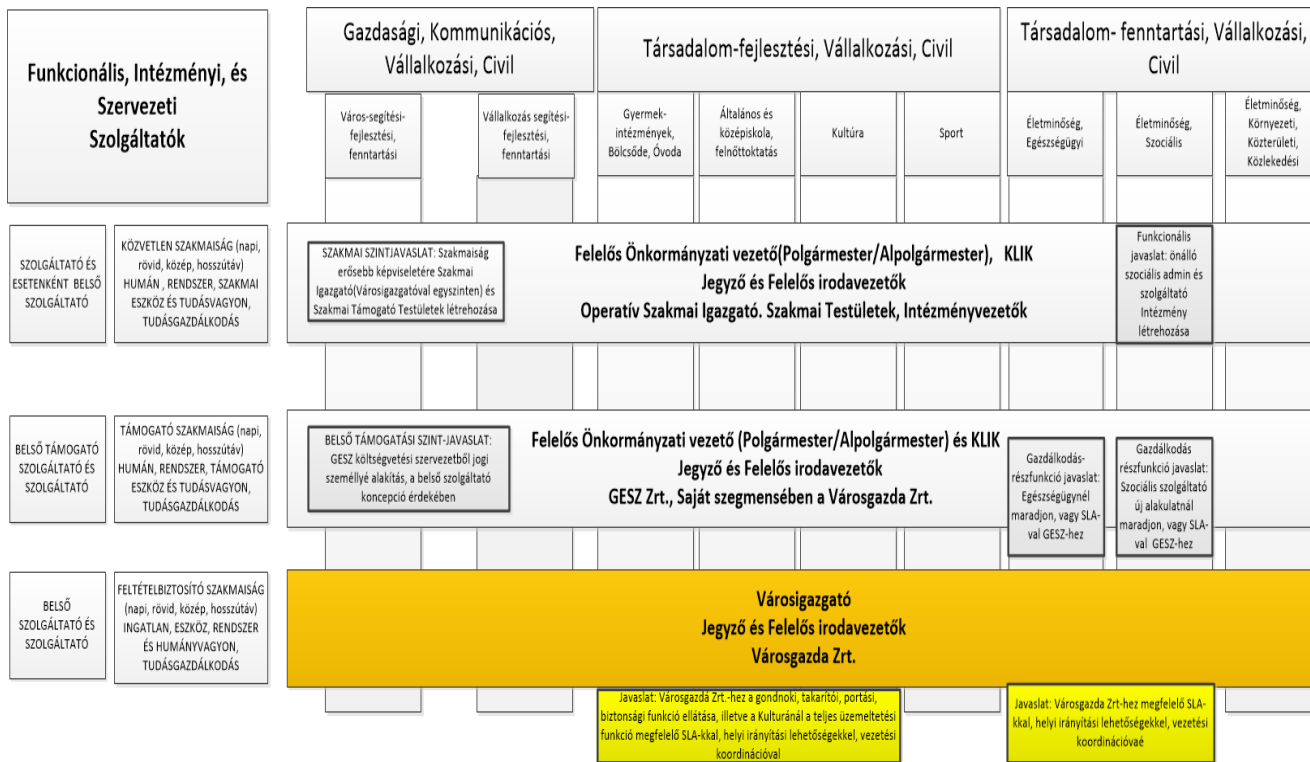 Funkcionális, Intézményi, és
Szervezeti
Szolgáltatók
Gazdasági, Kommunikációs,
Vállalkozási, Civil
Társadalom-fejlesztési, Vállalkozási, Civil
Társadalom- fenntartási, Vállalkozási,
Civil
Város-segítési-
fejlesztési,
fenntartási
Vállalkozás segítési-
fejlesztési,
fenntartási
Gyermek-
intézmények,
Bölcsőde, Óvoda
Általános és
középiskola,
felnőttoktatás
Kultúra
Sport
Életminőség,
Egészségügyi
Életminőség,
Szociális
Életminőség,
Környezeti,
Közterületi,
Közlekedési
SZOLGÁLTATÓ ÉS
ESETENKÉNT BELSŐ
SZOLGÁLTATÓ
KÖZVETLEN SZAKMAISÁG (napi,
rövid, közép, hosszútáv)
HUMÁN , RENDSZER, SZAKMAI
ESZKÖZ ÉS TUDÁSVAGYON,
TUDÁSGAZDÁLKODÁS
SZAKMAI SZINTJAVASLAT: Szakmaiság
erősebb képviseletére Szakmai
Igazgató(Városigazgatóval egyszinten) és
Szakmai Támogató Testületek létrehozása
Felelős Önkormányzati vezető(Polgármester/Alpolgármester), KLIK
Jegyző és Felelős irodavezetők
Operatív Szakmai Igazgató. Szakmai Testületek, Intézményvezetők
Funkcionális
javaslat: önálló
szociális admin és
szolgáltató
Intézmény
létrehozása
BELSŐ TÁMOGATÓ
SZOLGÁLTATÓ ÉS
SZOLGÁLTATÓ
TÁMOGATÓ SZAKMAISÁG (napi,
rövid, közép, hosszútáv)
HUMÁN, RENDSZER, TÁMOGATÓ
ESZKÖZ ÉS TUDÁSVAGYON,
TUDÁSGAZDÁLKODÁS
BELSŐ TÁMOGATÁSI SZINT-JAVASLAT:
GESZ költségvetési szervezetből jogi
személlyé alakítás, a belső szolgáltató
koncepció érdekében
Felelős Önkormányzati vezető (Polgármester/Alpolgármester) és KLIK
Jegyző és Felelős irodavezetők
GESZ Zrt., Saját szegmensében a Városgazda Zrt.
Gazdálkodás-
részfunkció javaslat:
Egészségügynél
maradjon, vagy SLA-
val GESZ-hez
Gazdálkodás
részfunkció javaslat:
Szociális szolgáltató
új alakulatnál
maradjon, vagy SLA-
val GESZ-hez
BELSŐ
SZOLGÁLTATÓ ÉS
SZOLGÁLTATÓ
FELTÉTELBIZTOSÍTÓ SZAKMAISÁG
(napi, rövid, közép, hosszútáv)
INGATLAN, ESZKÖZ, RENDSZER
ÉS HUMÁNYVAGYON,
TUDÁSGAZDÁLKODÁS
Városigazgató
Jegyző és Felelős irodavezetők
Városgazda Zrt.
Javaslat: Városgazda Zrt.-hez a gondnoki, takarítói, portási,
biztonsági funkció ellátása, illetve a Kulturánál a teljes üzemeltetési
funkció megfelelő SLA-kkal, helyi irányítási lehetőségekkel, vezetési
koordinációval
Javaslat: Városgazda Zrt-hez megfelelő SLA-
kkal, helyi irányítási lehetőségekkel, vezetési
koordinációvaé